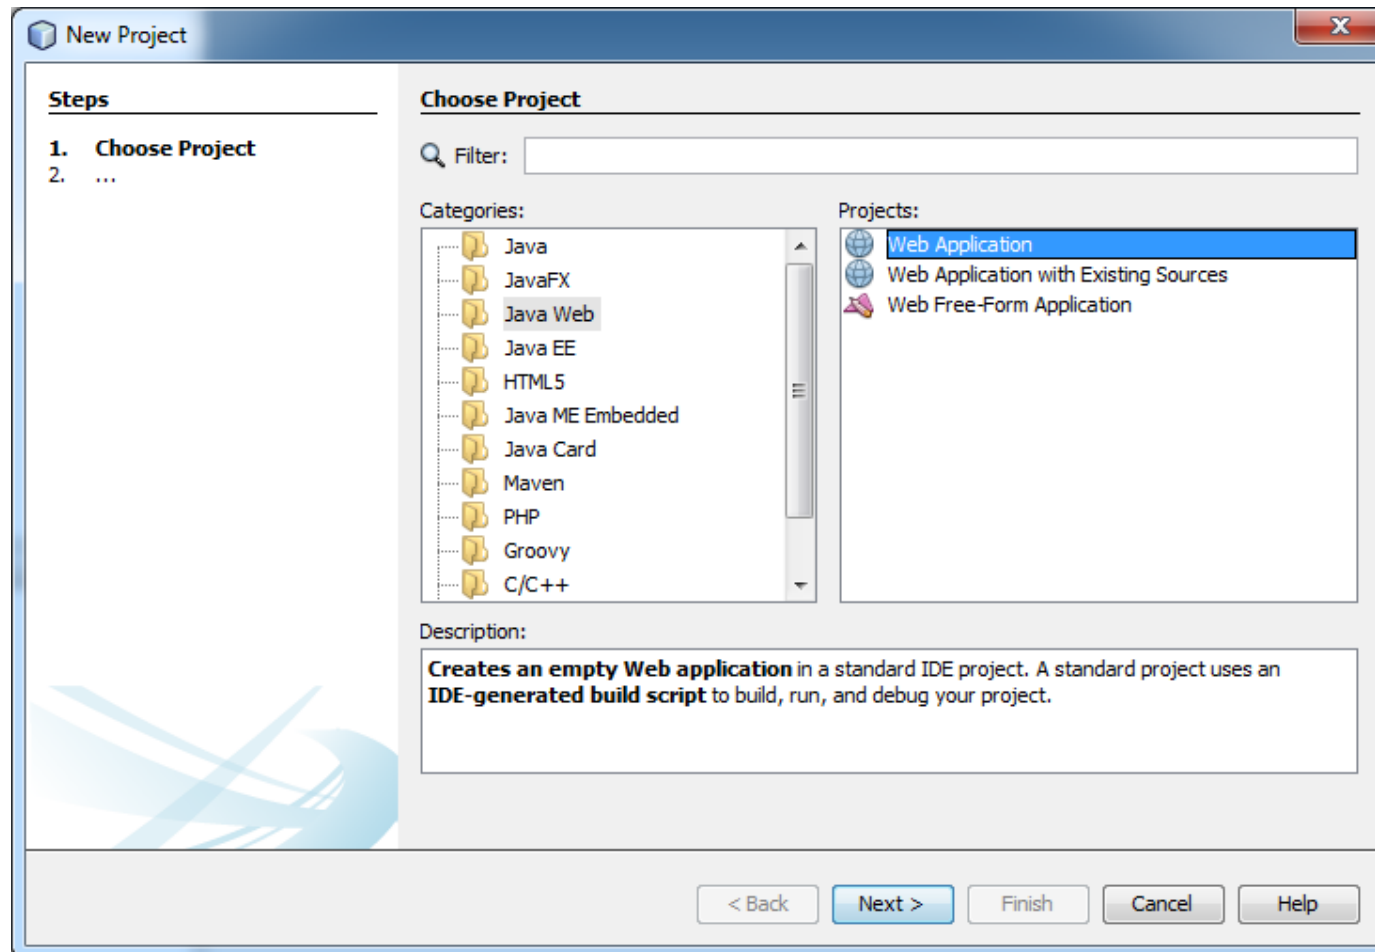 New Project
Steps
1. Choose Project
2. ...
Choose Project
Filter:
Categories:
Java
JavaFX
Java Web
Java EE
HTML5
Java ME Embedded
Java Card
Maven
PHP
Groovy
C/C++
Projects:
Web Application
Web Application with Existing Sources
Web Free-Form Application
Description:
Creates an empty Web application in a standard IDE project. A standard project uses an
IDE-generated build script to build, run, and debug your project.
< Back
Next >
Finish
Cancel
Help